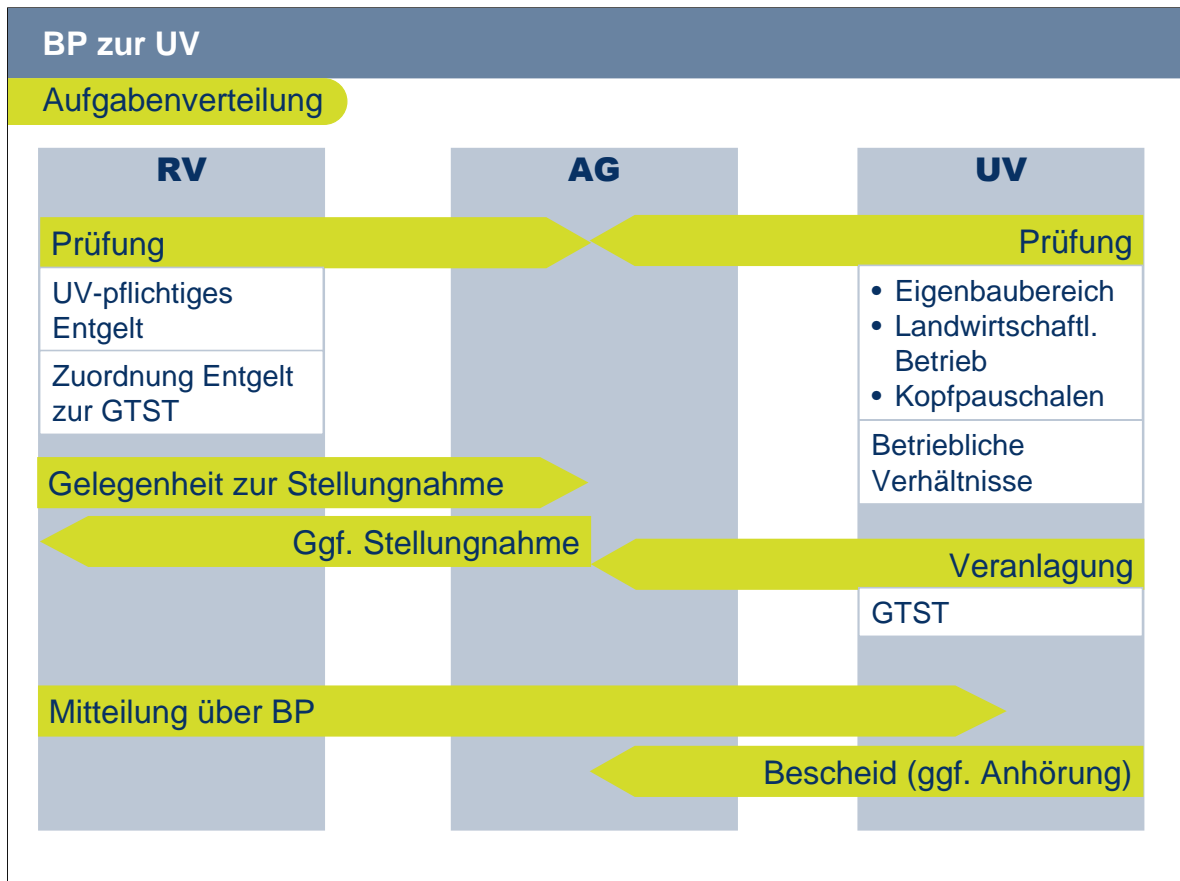 BP zur UV
Aufgabenverteilung
RV
AG
UV
Prüfung
Prüfung
UV-pflichtiges
Entgelt
Zuordnung Entgelt
zur GTST
• Eigenbaubereich
• Landwirtschaftl.
Betrieb
• Kopfpauschalen
Betriebliche
Verhältnisse
Gelegenheit zur Stellungnahme
Ggf. Stellungnahme
Veranlagung
GTST
Mitteilung über BP
Bescheid (ggf. Anhörung)